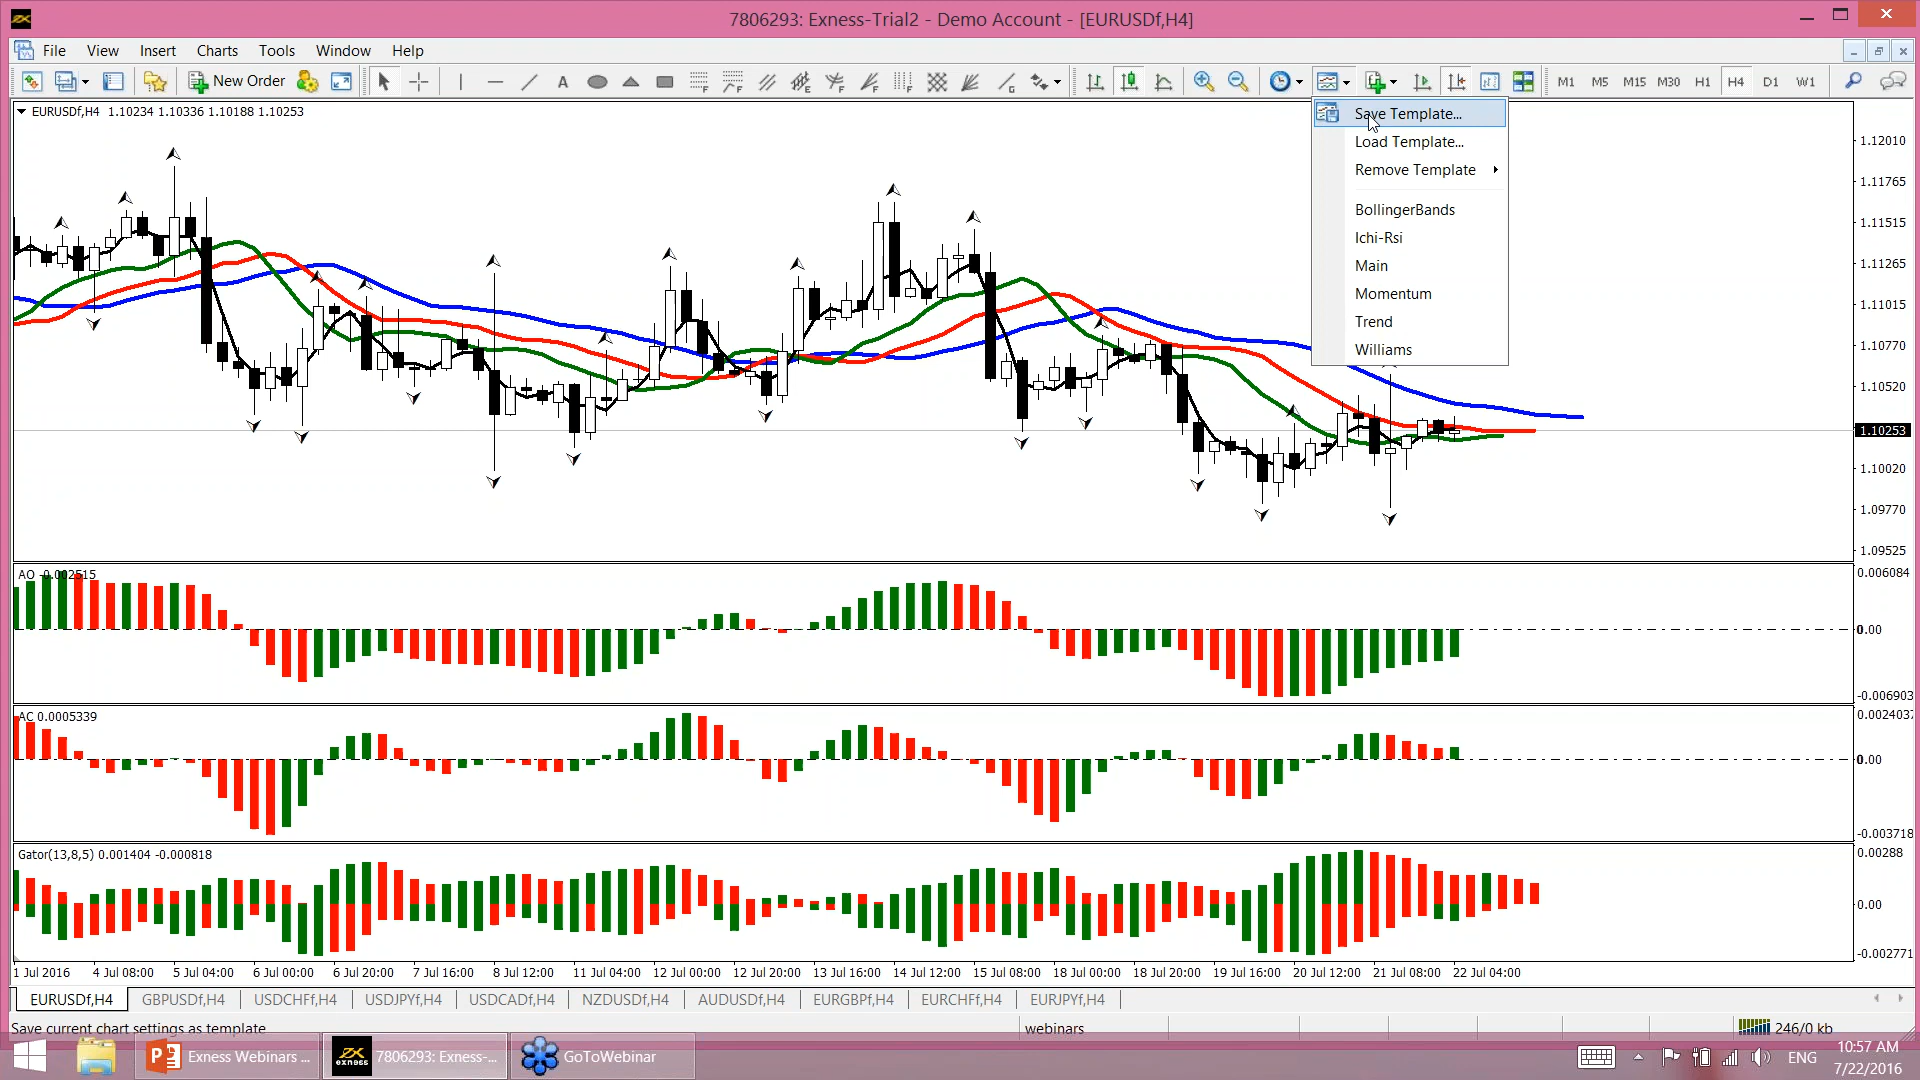 7806293: Exness-Trial2 - Demo Account - [EURUSDf,H4]
File View Insert Charts Tools Window Help
New Order
A
M1 M5 M15 M30 H1 H4 D1 W1
EURUSDf,H4 1.10234 1.10336 1.10188 1.10253
Save Template...
Load Template...
Remove Template
BollingerBands
Ichi-Rsi
Main
Momentum
Trend
Williams
1.12010
1.11765
1.11515
1.11265
1.11015
1.10770
1.10520
1.10253
1.10020
1.09770
1.09525
AO -0.002515
0.006084
0.00
-0.006903
AC 0.0005339
0.0024037
0.00
-0.003718
Gator(13,8,5) 0.001404 -0.000818
0.00288
0.00
-0.002771
1 Jul 2016 4 Jul 08:00 5 Jul 04:00 6 Jul 00:00 6 Jul 20:00 7 Jul 16:00 8 Jul 12:00 11 Jul 04:00 12 Jul 00:00 12 Jul 20:00 13 Jul 16:00 14 Jul 12:00 15 Jul 08:00 18 Jul 00:00 18 Jul 20:00 19 Jul 16:00 20 Jul 12:00 21 Jul 08:00 22 Jul 04:00
EURUSDf,H4 GBPUSDf,H4 USDCHFf,H4 USDJPYf,H4 USDCADf,H4 NZDUSDf,H4 AUDUSDf,H4 EURGBPf,H4 EURCHFf,H4 EURJPYf,H4
Save current chart settings as template
webinars
246/0 kb
Exness Webinars ...
exness
7806293: Exness-...
GoToWebinar
ENG
10:57 AM
7/22/2016